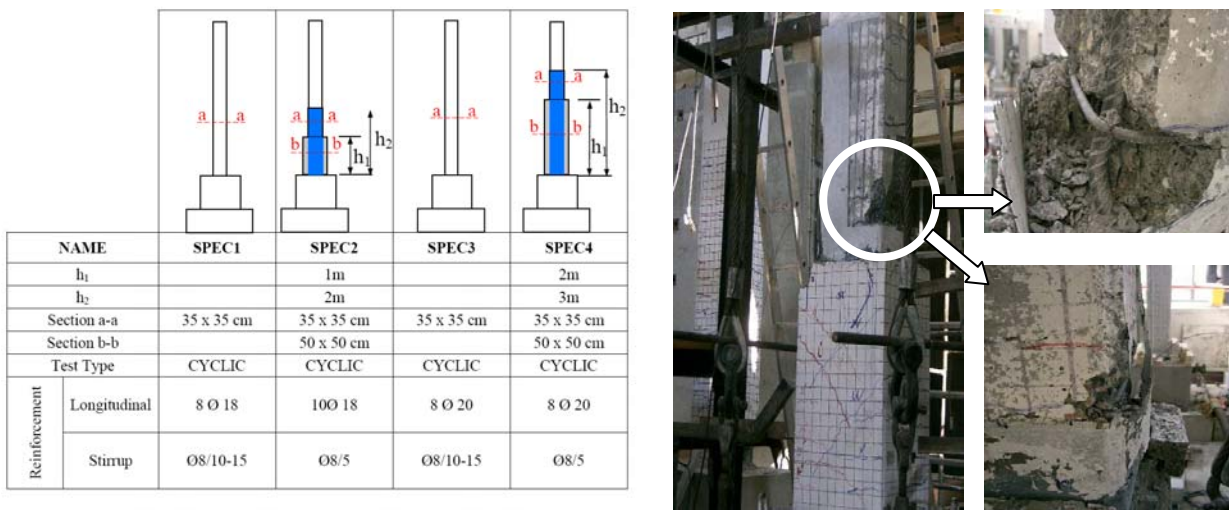 a a
a a
b b
h₁
h₂
a a
a a
b b
h₁
h₂
NAME SPEC1 SPEC2 SPEC3 SPEC4
h₁ 1m 2m
h₂ 2m 3m
Section a-a 35 x 35 cm 35 x 35 cm 35 x 35 cm 35 x 35 cm
Section b-b 50 x 50 cm 50 x 50 cm
Test Type CYCLIC CYCLIC CYCLIC CYCLIC
Reinforcement
Longitudinal 8 Ø 18 10Ø 18 8 Ø 20 8 Ø 20
Stirrup Ø8/10-15 Ø8/5 Ø8/10-15 Ø8/5